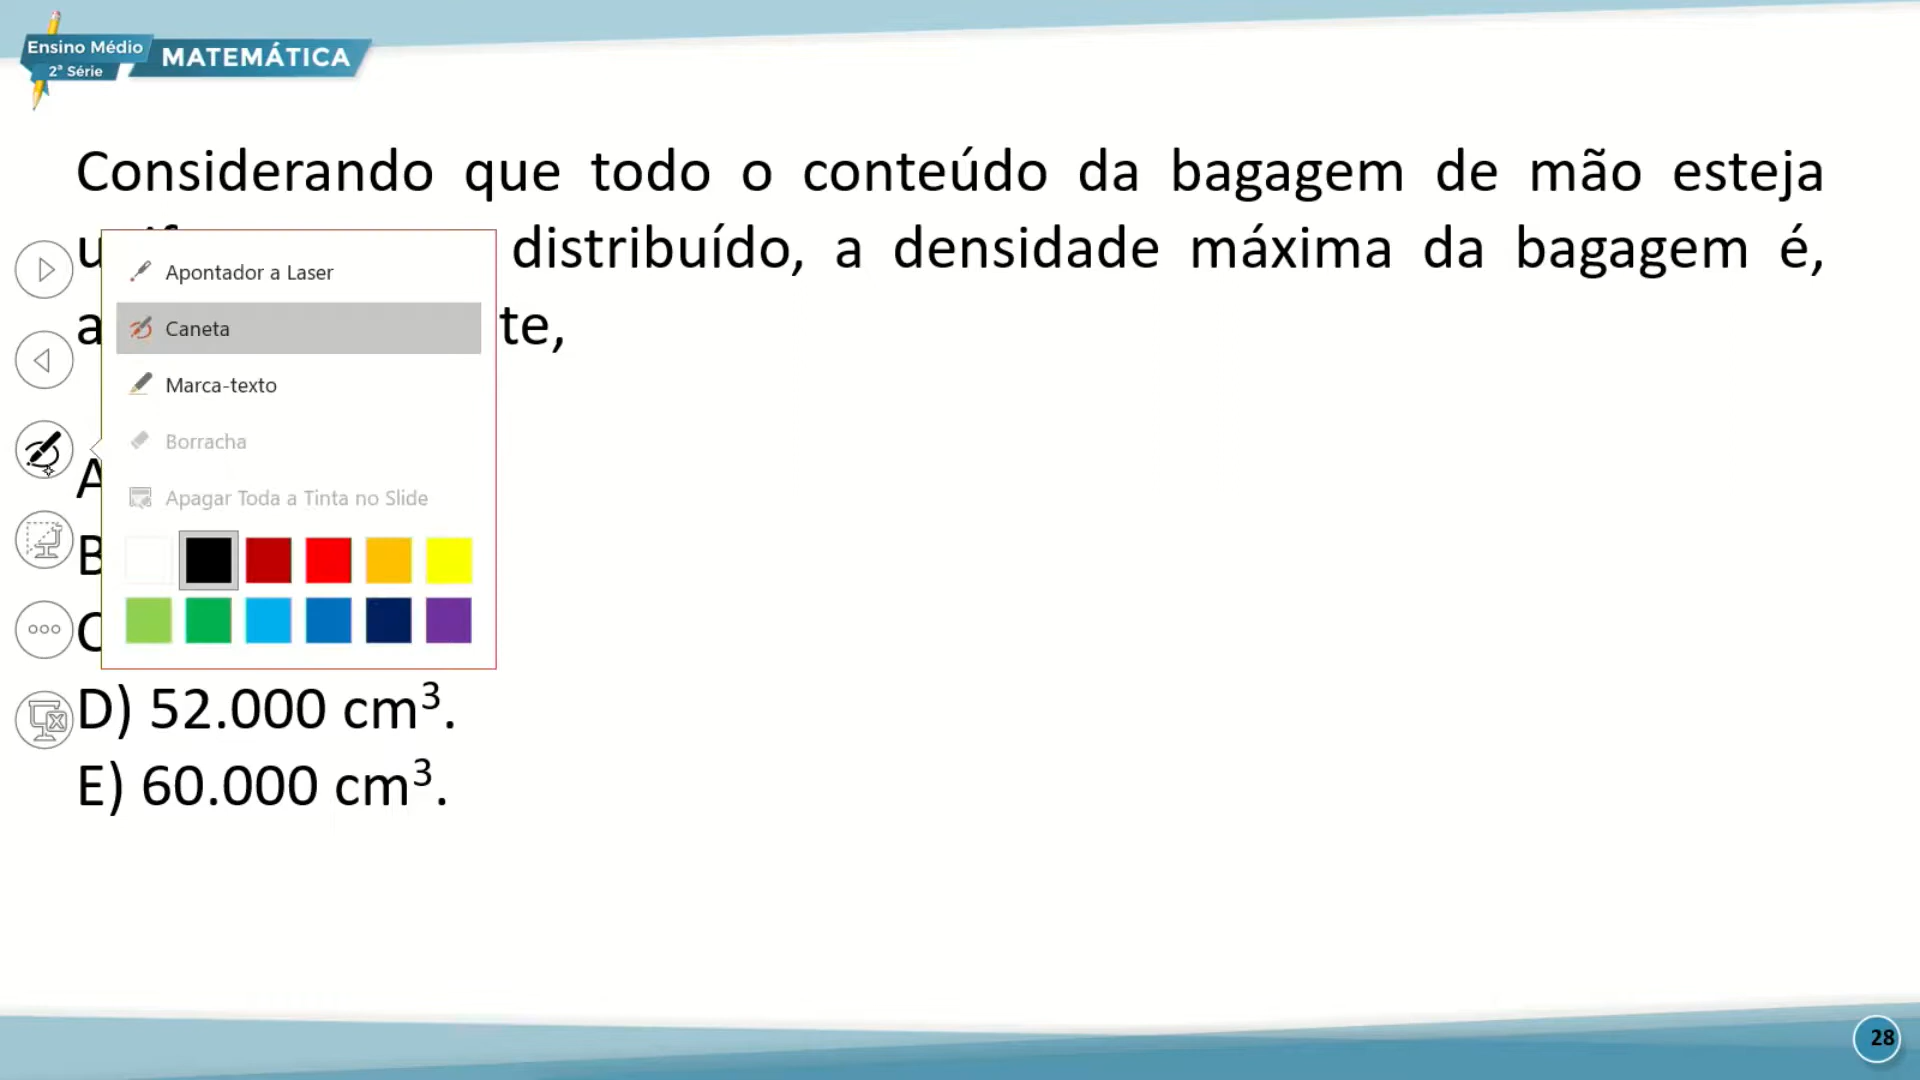 Ensino Médio
2ª Série
MATEMÁTICA
Considerando que todo o conteúdo da bagagem de mão esteja
distribuído, a densidade máxima da bagagem é,
te,
Apontador a Laser
Caneta
Marca-texto
Borracha
Apagar Toda a Tinta no Slide
A
B
C
D) 52.000 cm³.
E) 60.000 cm³.
28